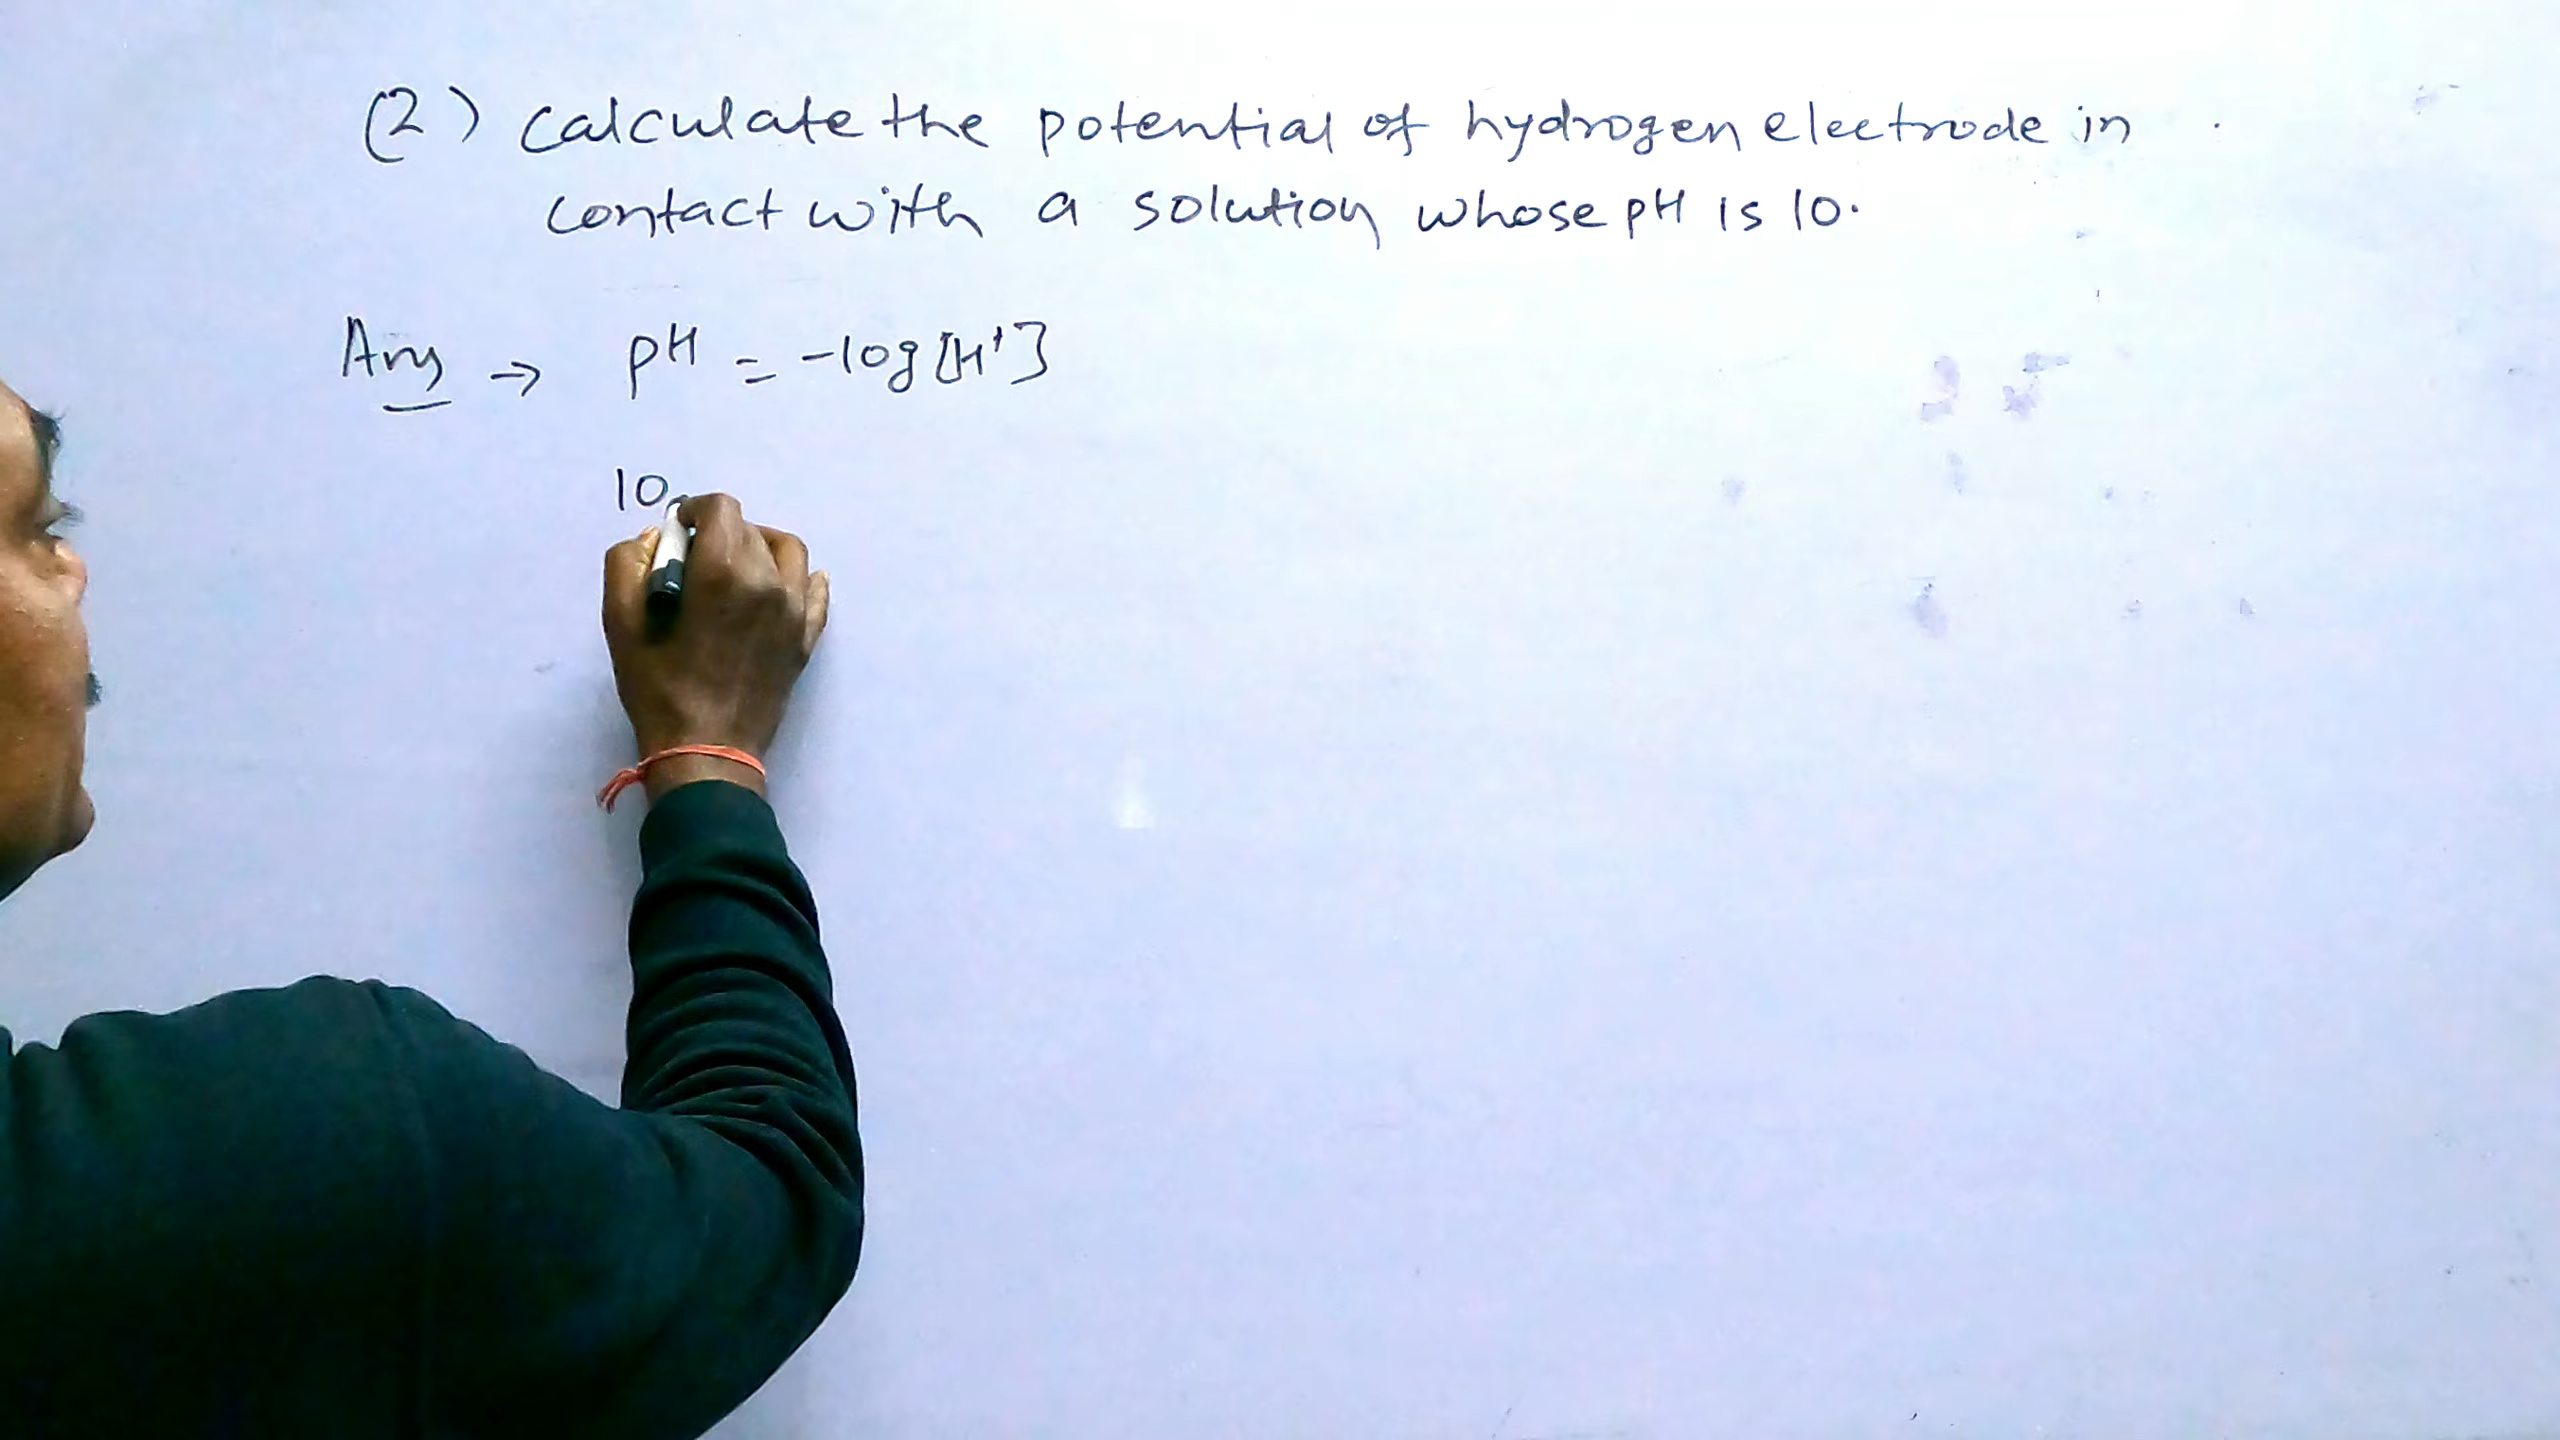 (2) Calculate the potential of hydrogen electrode in
contact with a solution whose pH is 10.
Ans → pH = -log[H⁺]
10